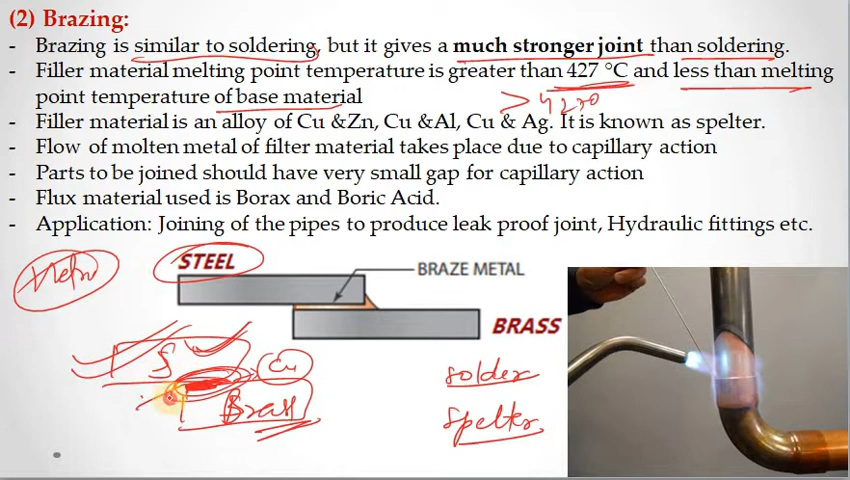 (2) Brazing:
- Brazing is similar to soldering, but it gives a much stronger joint than soldering.
- Filler material melting point temperature is greater than 427 °C and less than melting
point temperature of base material
- Filler material is an alloy of Cu &Zn, Cu &Al, Cu & Ag. It is known as spelter.
- Flow of molten metal of filter material takes place due to capillary action
- Parts to be joined should have very small gap for capillary action
- Flux material used is Borax and Boric Acid.
- Application: Joining of the pipes to produce leak proof joint, Hydraulic fittings etc.
STEEL
BRAZE METAL
BRASS
S
Cu
Brass
solder
spelter